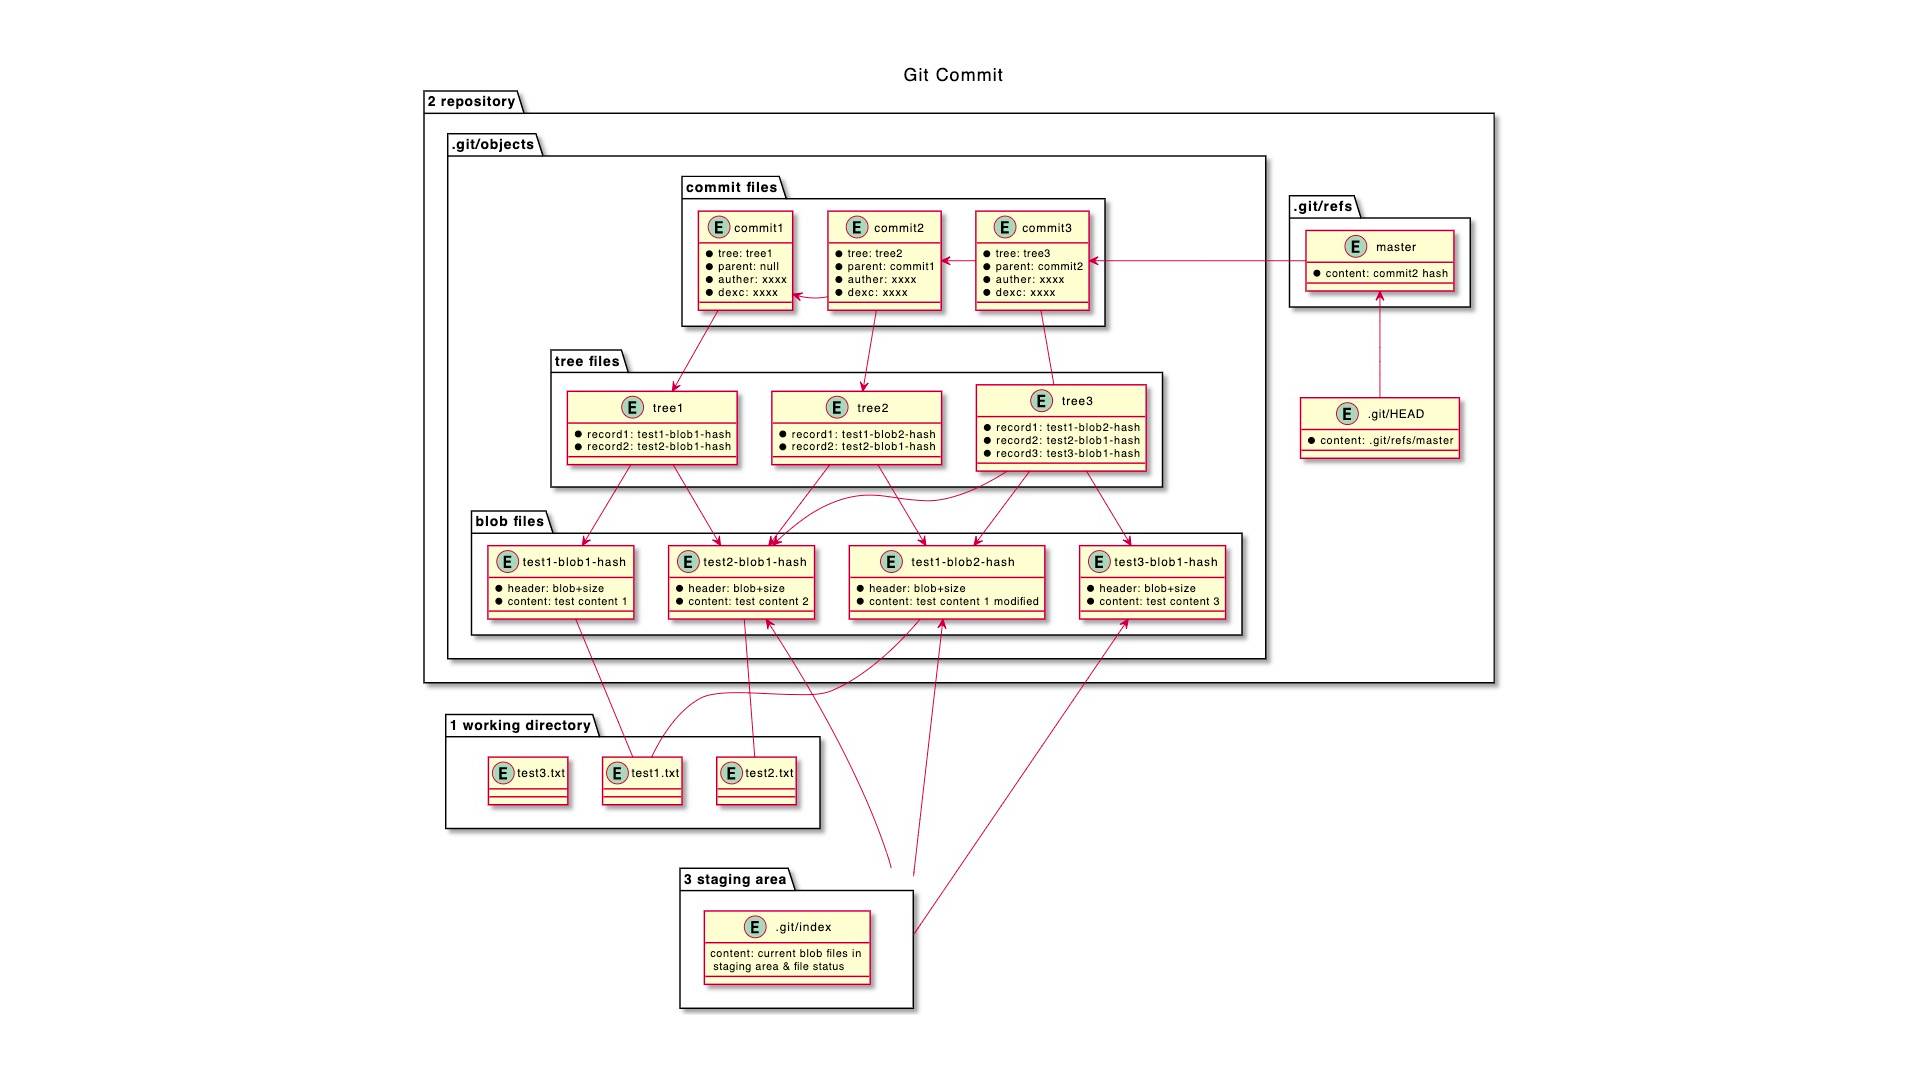 Git Commit
2 repository
.git/objects
commit files
.git/refs
E commit1
tree: tree1
parent: null
auther: xxxx
dexc: xxxx
E commit2
tree: tree2
parent: commit1
auther: xxxx
dexc: xxxx
E commit3
tree: tree3
parent: commit2
auther: xxxx
dexc: xxxx
E master
content: commit2 hash
tree files
E tree1
record1: test1-blob1-hash
record2: test2-blob1-hash
E tree2
record1: test1-blob2-hash
record2: test2-blob1-hash
E tree3
record1: test1-blob2-hash
record2: test2-blob1-hash
record3: test3-blob1-hash
E .git/HEAD
content: .git/refs/master
blob files
E test1-blob1-hash
header: blob+size
content: test content 1
E test2-blob1-hash
header: blob+size
content: test content 2
E test1-blob2-hash
header: blob+size
content: test content 1 modified
E test3-blob1-hash
header: blob+size
content: test content 3
1 working directory
E test3.txt
E test1.txt
E test2.txt
3 staging area
E .git/index
content: current blob files in
staging area & file status